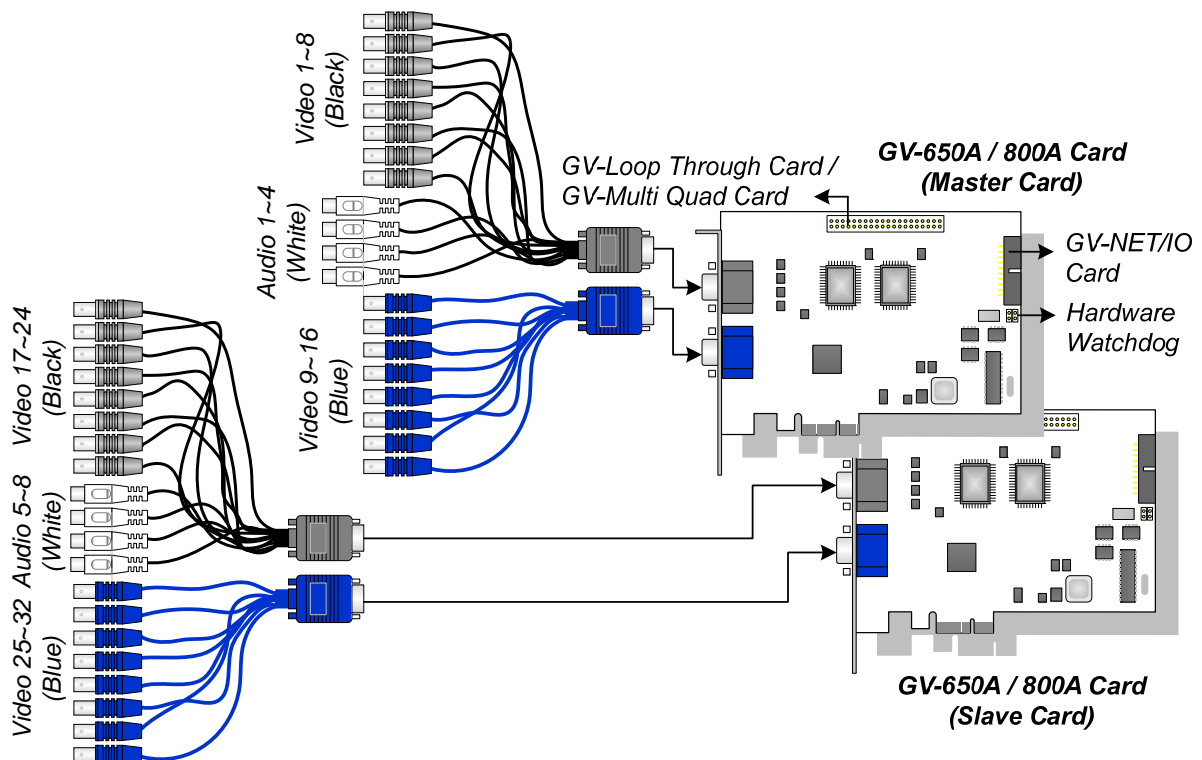 Video 1~8
(Black)
Audio 1~4
(White)
Video 9~16
(Blue)
GV-Loop Through Card /
GV-Multi Quad Card
GV-650A / 800A Card
(Master Card)
GV-NET/IO
Card
Hardware
Watchdog
Video 17~24
(Black)
Audio 5~8
(White)
Video 25~32
(Blue)
GV-650A / 800A Card
(Slave Card)